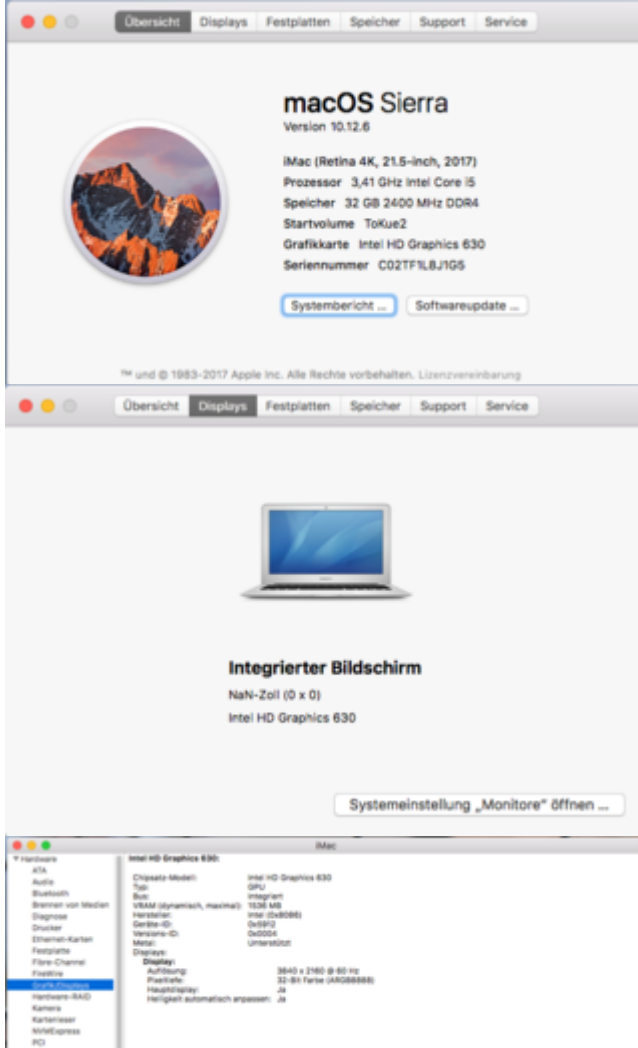 Übersicht Displays Festplatten Speicher Support Service
macOS Sierra
Version 10.12.6
iMac (Retina 4K, 21.5-inch, 2017)
Prozessor 3,41 GHz Intel Core i5
Speicher 32 GB 2400 MHz DDR4
Startvolume ToKue2
Grafikkarte Intel HD Graphics 630
Seriennummer C02TF1L8J1G5
Systembericht ...
Softwareupdate ...
™ und © 1983-2017 Apple Inc. Alle Rechte vorbehalten. Lizenzvereinbarung
Übersicht Displays Festplatten Speicher Support Service
Integrierter Bildschirm
NaN-Zoll (0 x 0)
Intel HD Graphics 630
Systemeinstellung „Monitore“ öffnen ...
iMac
Hardware
ATA
Audio
Bluetooth
Brennen von Medien
Diagnose
Drucker
Ethernet-Karten
Festplatte
Fibre-Channel
FireWire
Grafik/Displays
Hardware-RAID
Kamera
Kartenleser
NVMExpress
PCI
Intel HD Graphics 630:
Chipsatz-Modell: Intel HD Graphics 630
Typ: GPU
Bus: Integriert
VRAM (dynamisch, maximal): 1536 MB
Hersteller: Intel (0x8086)
Geräte-ID: 0x5912
Versions-ID: 0x0004
Metal: Unterstützt
Displays:
Display:
Auflösung: 3840 x 2160 @ 60 Hz
Pixeltiefe: 32-Bit Farbe (ARGB8888)
Hauptdisplay: Ja
Helligkeit automatisch anpassen: Ja